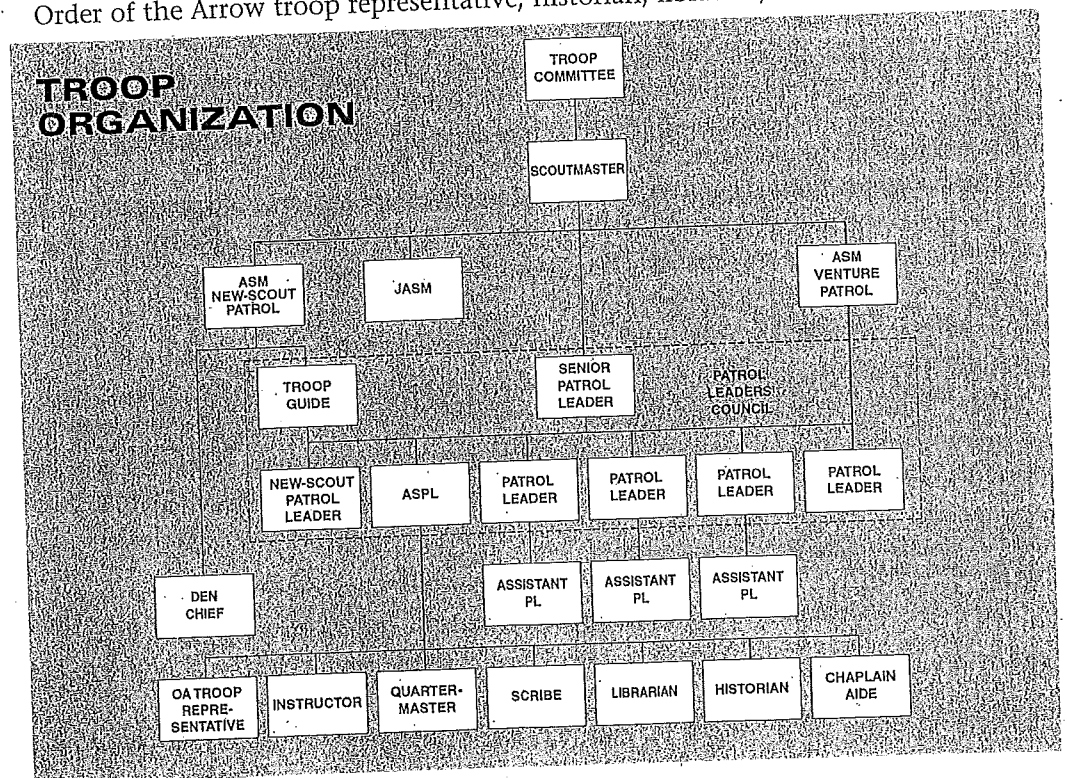 Order of the Arrow troop representative, historian,
TROOP
ORGANIZATION
TROOP
COMMITTEE
SCOUTMASTER
ASM
NEW-SCOUT
PATROL
JASM
ASM
VENTURE
PATROL
TROOP
GUIDE
SENIOR
PATROL
LEADER
PATROL
LEADERS'
COUNCIL
NEW-SCOUT
PATROL
LEADER
ASPL
PATROL
LEADER
PATROL
LEADER
PATROL
LEADER
PATROL
LEADER
DEN
CHIEF
ASSISTANT
PL
ASSISTANT
PL
ASSISTANT
PL
OA TROOP
REPRE-
SENTATIVE
INSTRUCTOR
QUARTER-
MASTER
SCRIBE
LIBRARIAN
HISTORIAN
CHAPLAIN
AIDE